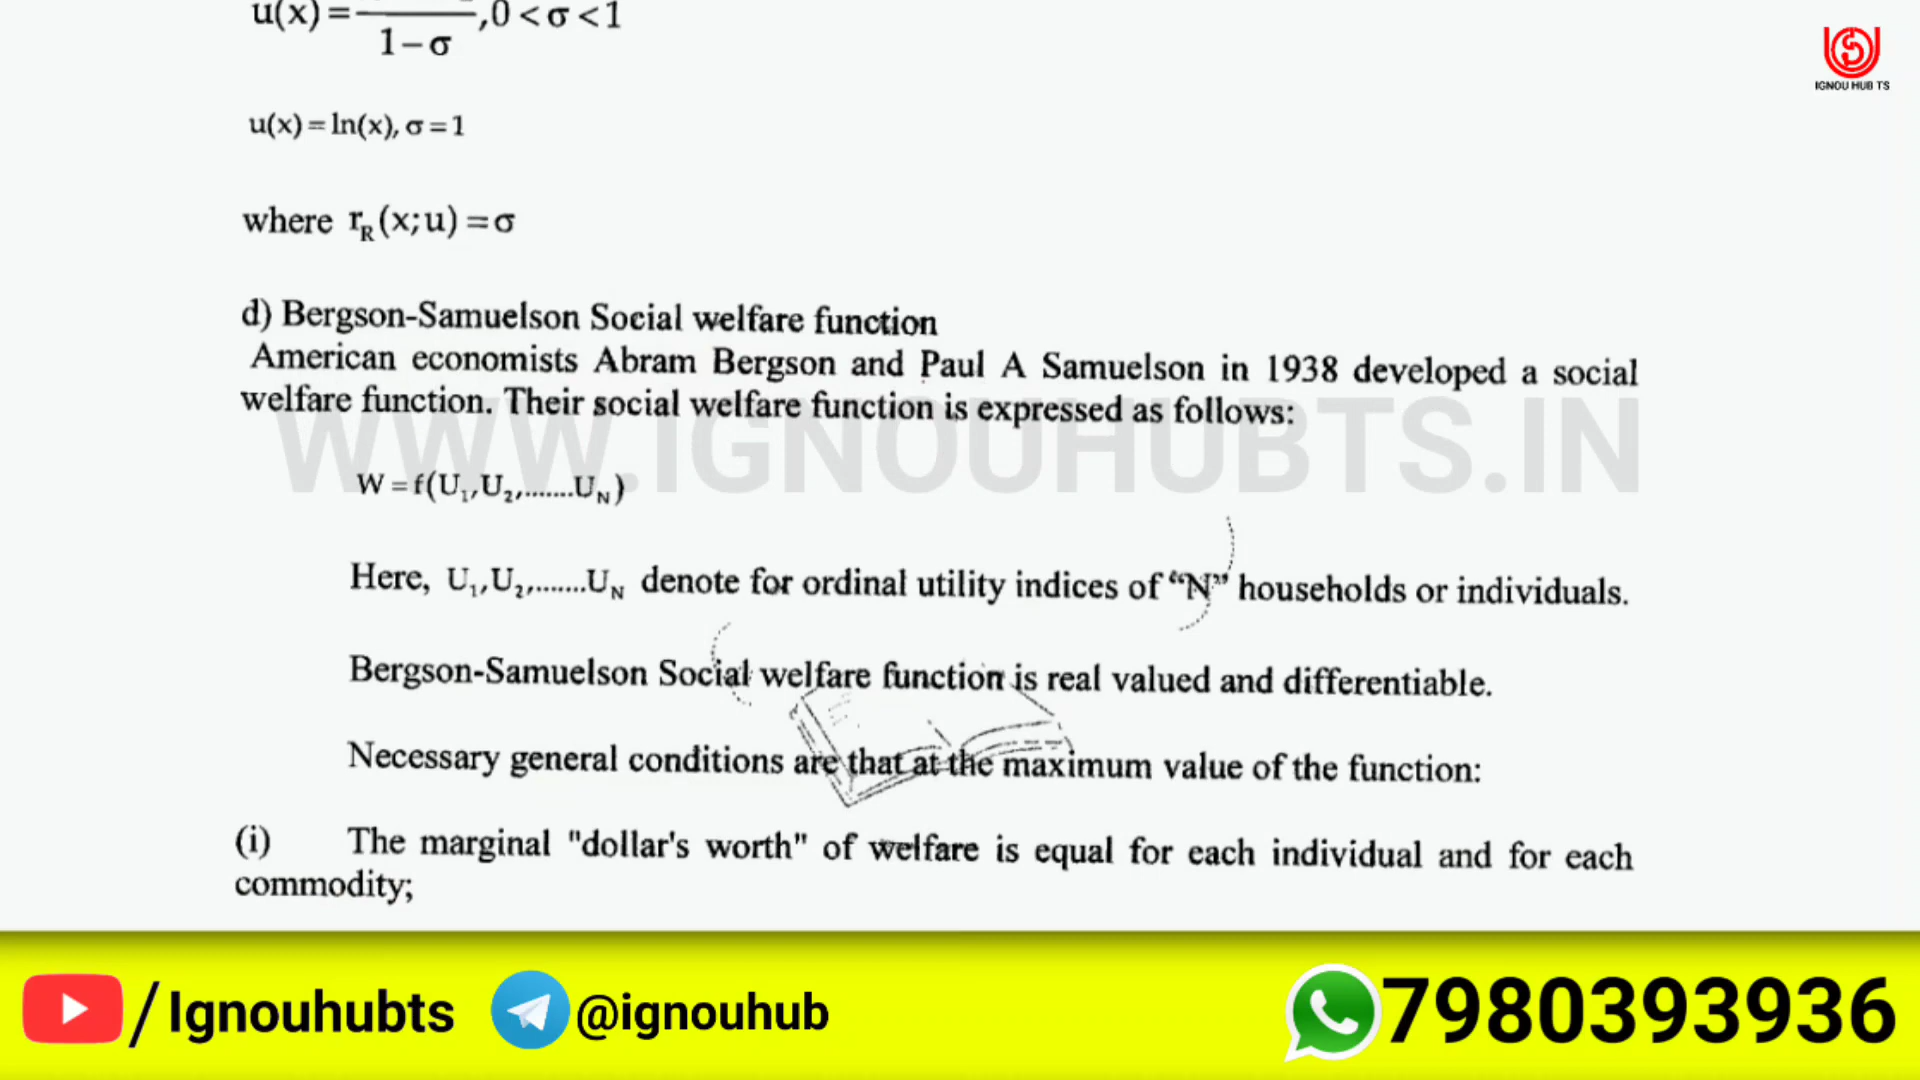 u(x) = ‾1−σ, 0 < σ < 1
IGNOU HUB TS
u(x) = ln(x), σ = 1
where r_R(x;u) = σ
d) Bergson-Samuelson Social welfare function
American economists Abram Bergson and Paul A Samuelson in 1938 developed a social
welfare function. Their social welfare function is expressed as follows:
WWW.IGNOUHUBTS.IN
W = f(U₁,U₂,.......U_N)
Here, U₁,U₂,.......U_N denote for ordinal utility indices of “N” households or individuals.
Bergson-Samuelson Social welfare function is real valued and differentiable.
Necessary general conditions are that at the maximum value of the function:
(i) The marginal "dollar's worth" of welfare is equal for each individual and for each
commodity;
/Ignouhubts @ignouhub 7980393936